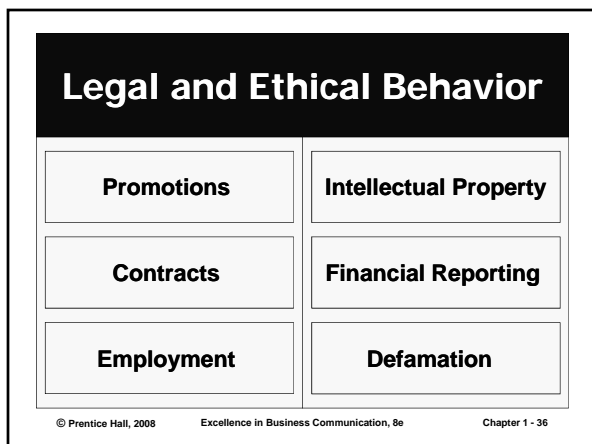 Legal and Ethical Behavior
Promotions
Intellectual Property
Contracts
Financial Reporting
Employment
Defamation
© Prentice Hall, 2008 Excellence in Business Communication, 8e Chapter 1 - 36